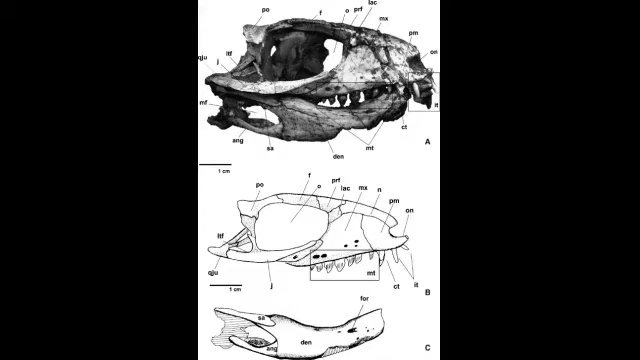 po f o prf lac mx pm on
ltf
qju j
mf
ang sa den mt ct it
A
1 cm
po f o prf lac mx n pm on
ltf
qju j mt ct it
1 cm
B
for
sa
ang den
C